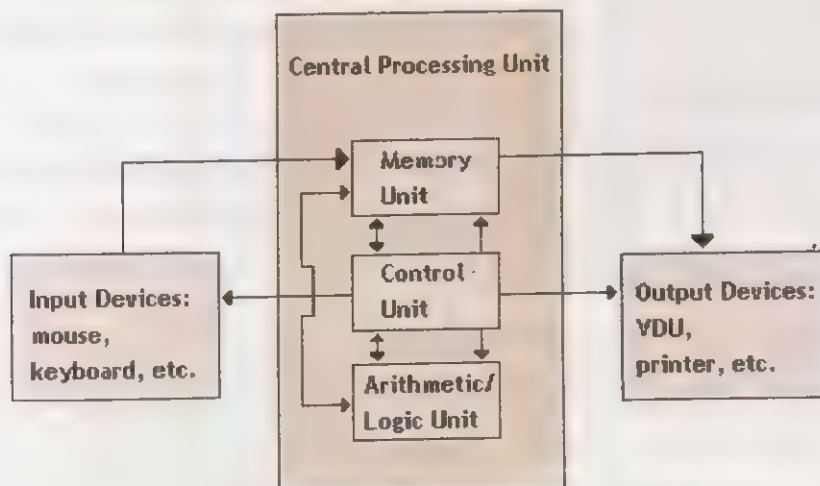 Central Processing Unit
Memory
Unit
Control
Unit
Arithmetic/
Logic Unit
Input Devices:
mouse,
keyboard, etc.
Output Devices:
VDU,
printer, etc.